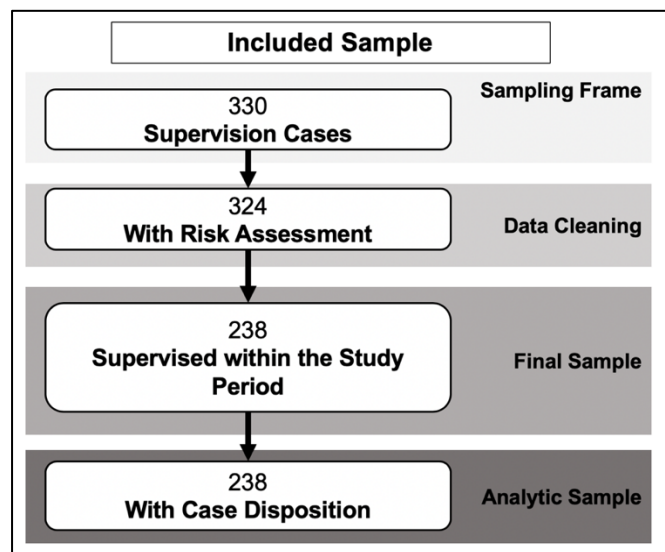 Included Sample
Sampling Frame
330
Supervision Cases
324
With Risk Assessment
Data Cleaning
238
Supervised within the Study
Period
Final Sample
238
With Case Disposition
Analytic Sample